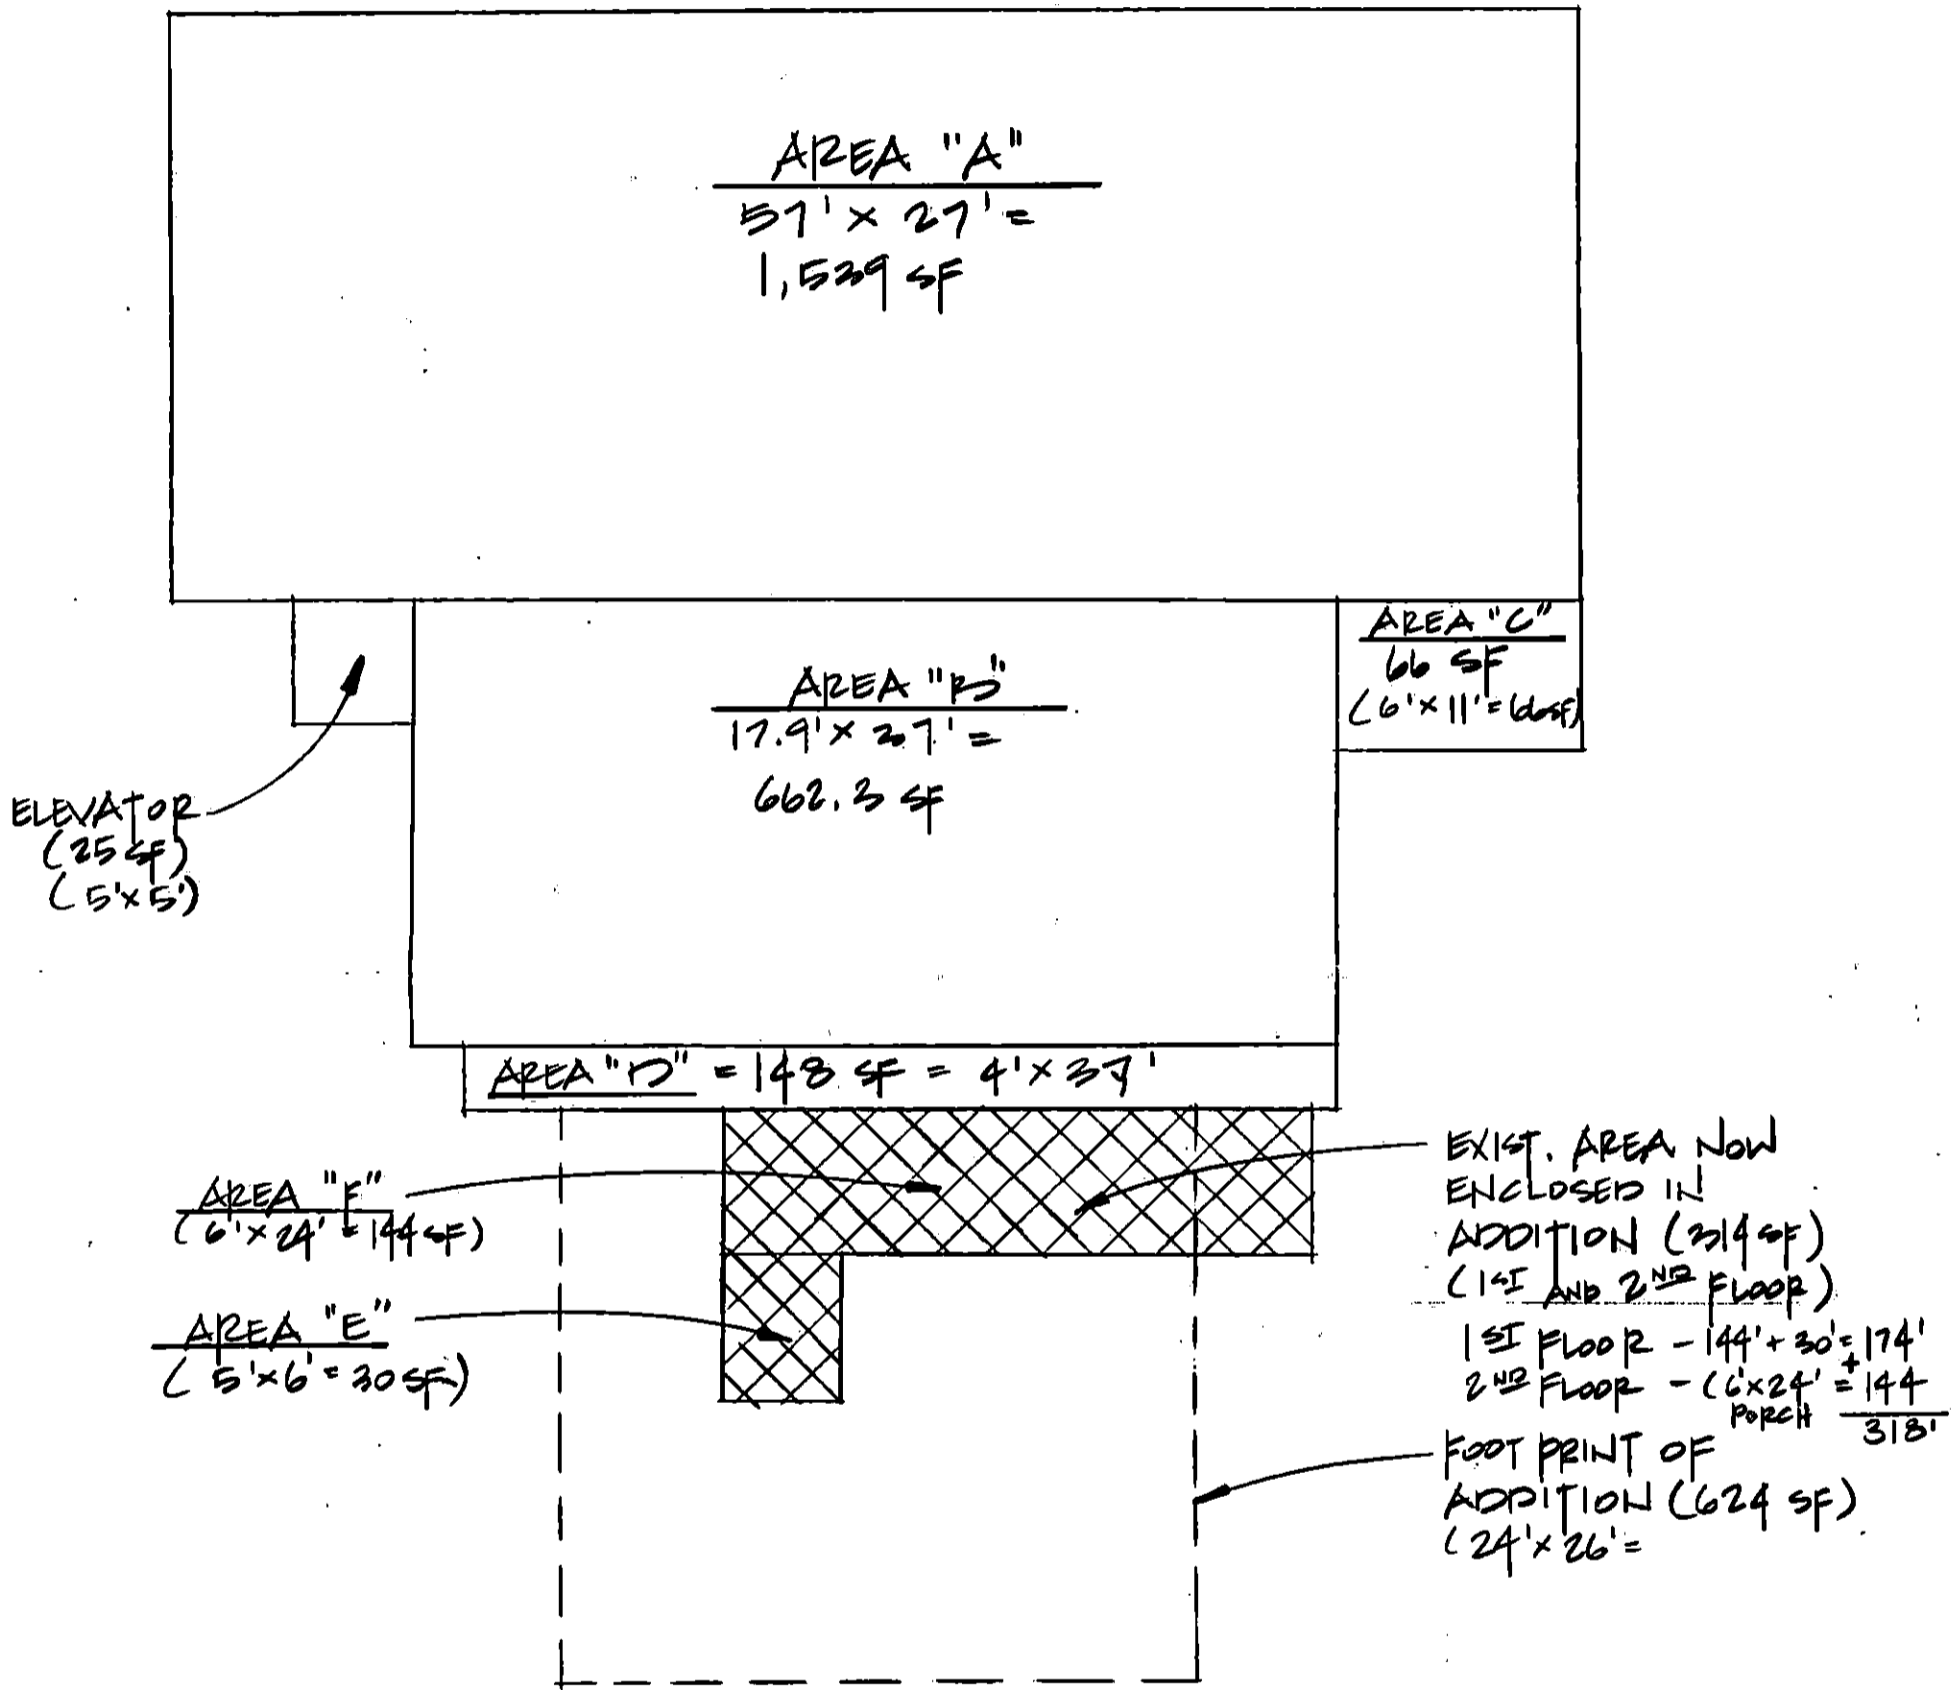 AREA "A"
57' × 27' =
1,539 SF
AREA "C"
66 SF
(6' × 11' = 66SF)
AREA "B"
17.9' × 37' =
662.3 SF
ELEVATOR
(25 SF)
(5' × 5')
AREA "D" = 148 SF = 4' × 37'
AREA "F"
(6' × 24' = 144 SF)
AREA "E"
(5' × 6' = 30 SF)
EXIST. AREA NOW
ENCLOSED IN
ADDITION (314 SF)
(1ST AND 2ND FLOOR)
1ST FLOOR - 144' + 30' = 174'
2ND FLOOR - (6' × 24' = + 144
PORCH
318'
FOOT PRINT OF
ADDITION (624 SF)
(24' × 26' =